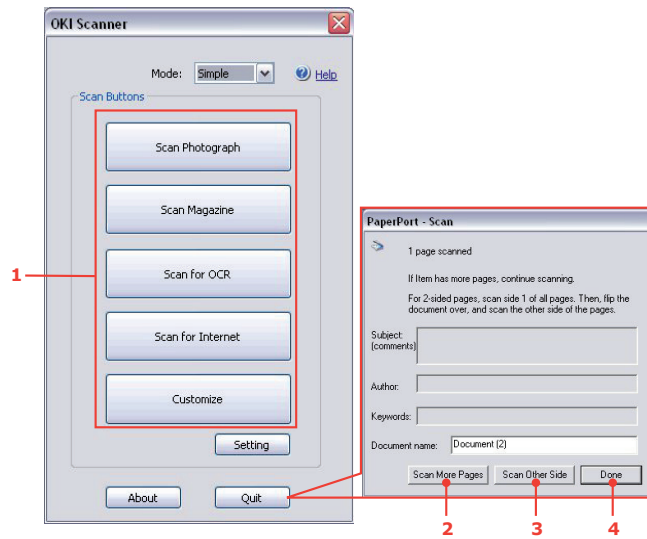 OKI Scanner
Mode: Simple Help
Scan Buttons
Scan Photograph
Scan Magazine
Scan for OCR
Scan for Internet
Customize
Setting
About Quit
1
PaperPort - Scan
1 page scanned
If Item has more pages, continue scanning.
For 2-sided pages, scan side 1 of all pages. Then, flip the
document over, and scan the other side of the pages.
Subject:
(comments)
Author:
Keywords:
Document name: Document (2)
Scan More Pages Scan Other Side Done
2 3 4